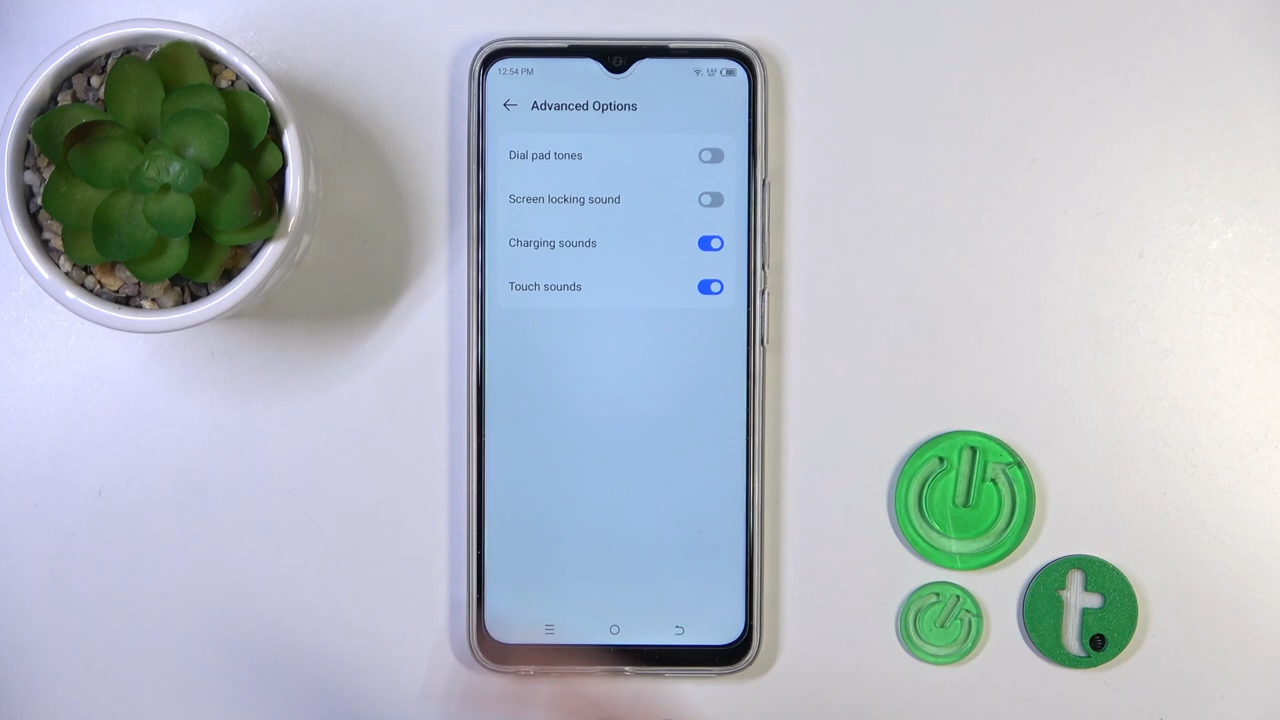 12:54 PM
Advanced Options
Dial pad tones
Screen locking sound
Charging sounds
Touch sounds
t.